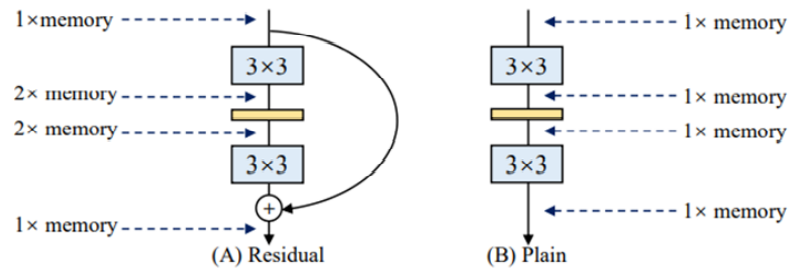 1×memory
3×3
2× memory
2× memory
3×3
+
1× memory
(A) Residual
1× memory
3×3
1× memory
1× memory
3×3
1× memory
(B) Plain